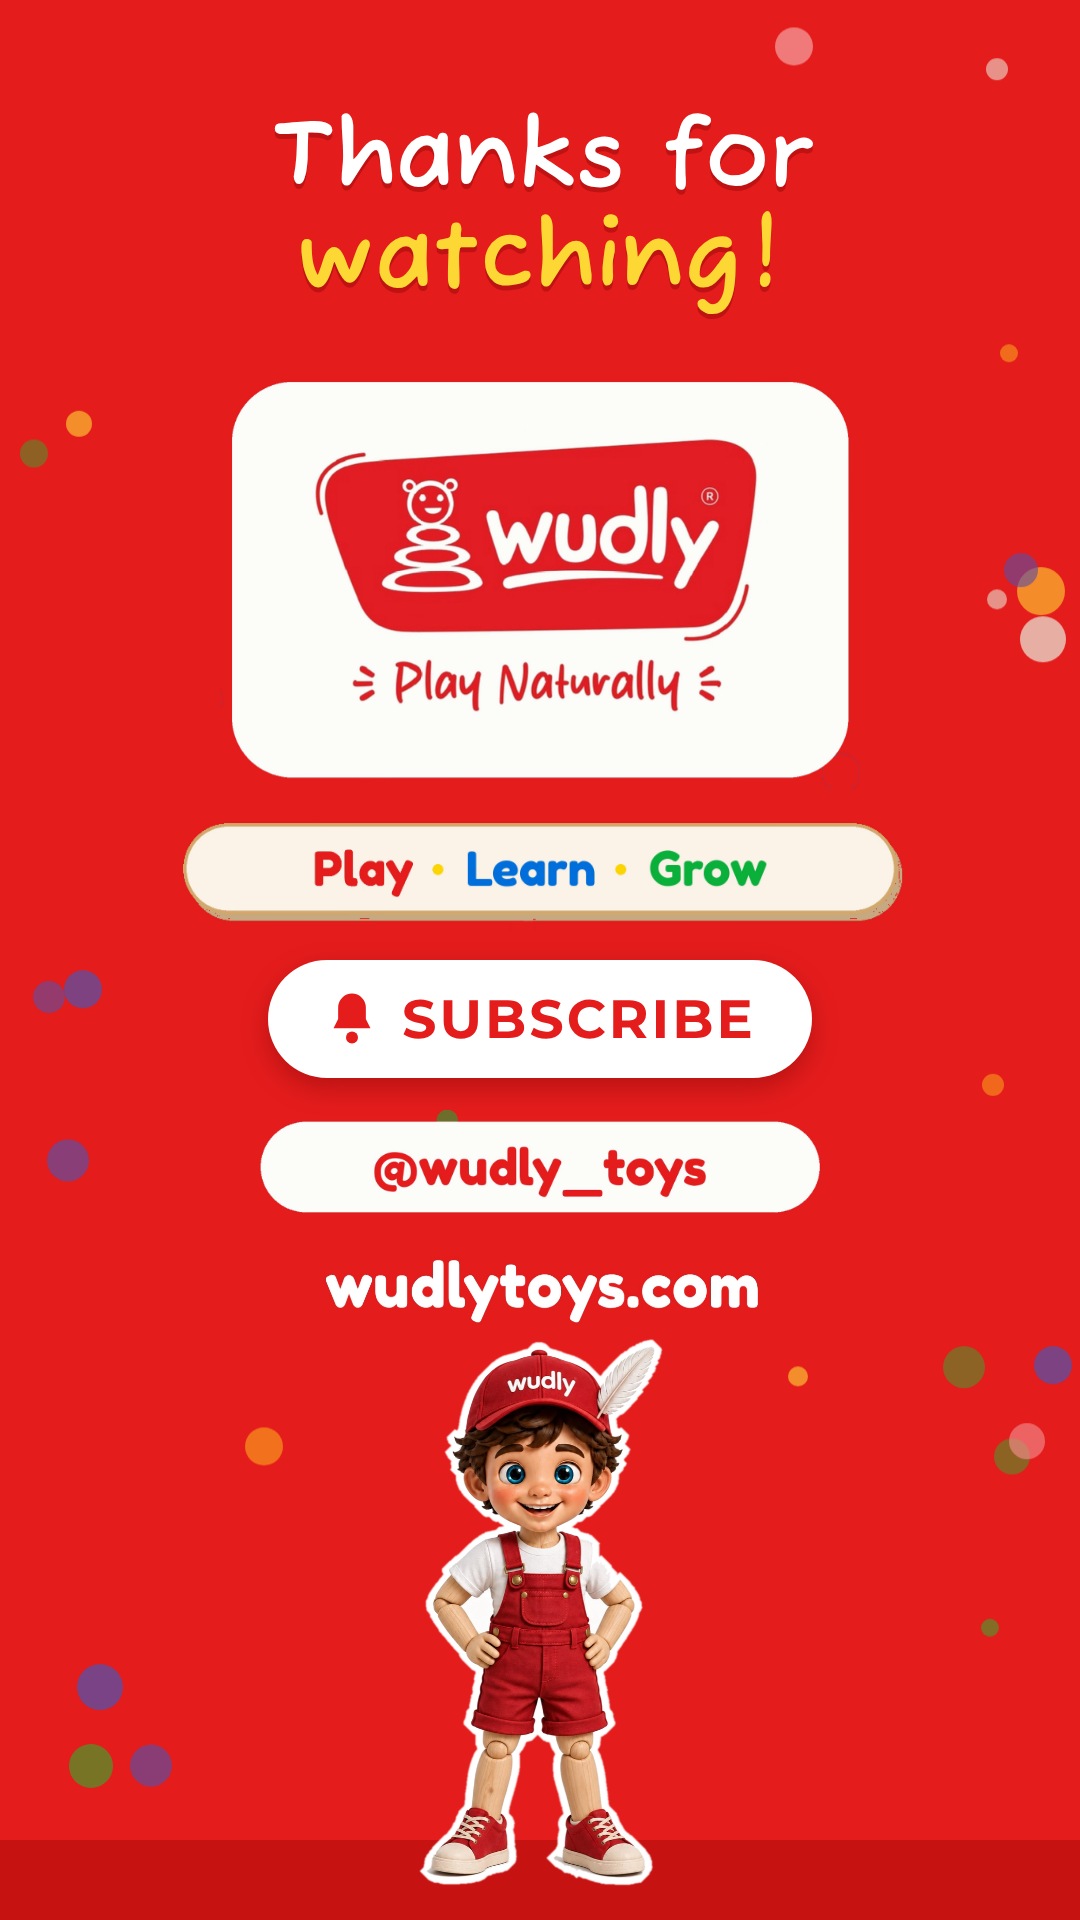 Thanks for
watching!
wudly ®
Play Naturally
Play • Learn • Grow
SUBSCRIBE
@wudly_toys
wudlytoys.com
wudly